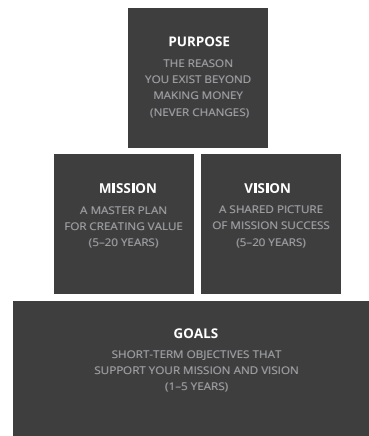 PURPOSE
THE REASON
YOU EXIST BEYOND
MAKING MONEY
(NEVER CHANGES)
MISSION
A MASTER PLAN
FOR CREATING VALUE
(5–20 YEARS)
VISION
A SHARED PICTURE
OF MISSION SUCCESS
(5–20 YEARS)
GOALS
SHORT-TERM OBJECTIVES THAT
SUPPORT YOUR MISSION AND VISION
(1–5 YEARS)